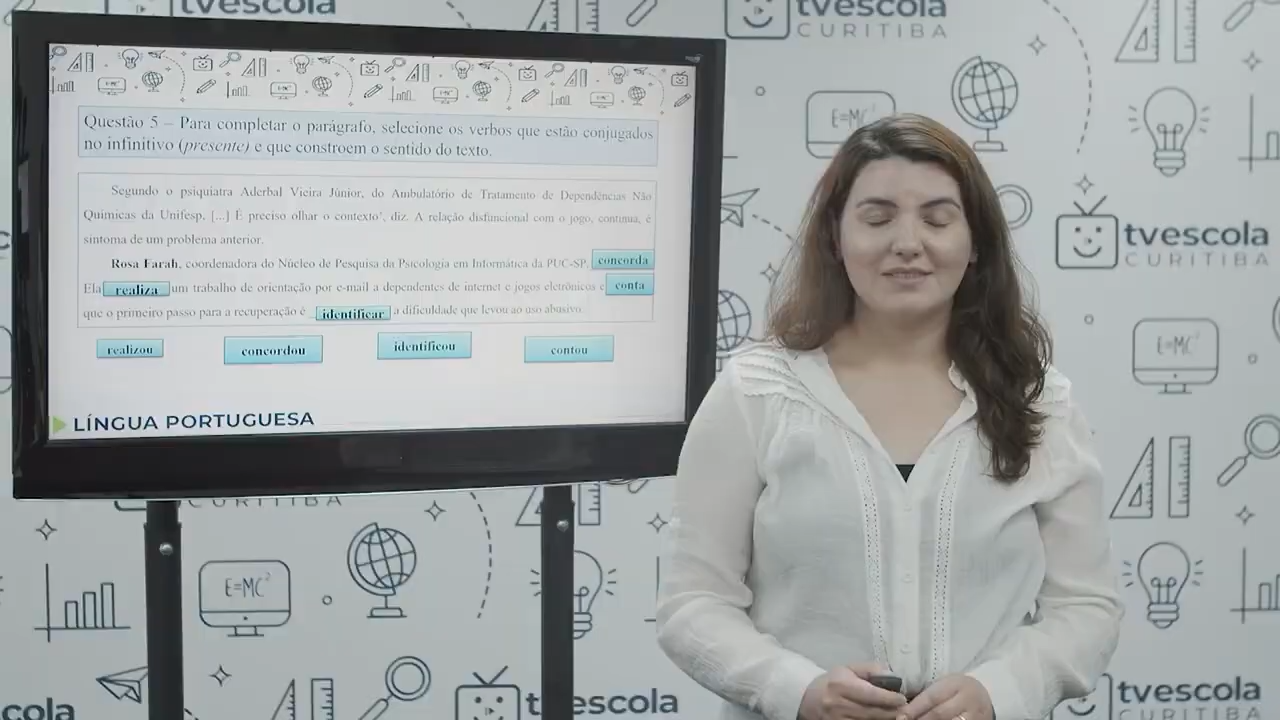 tvescola
tvescola
CURITIBA
Questão 5 – Para completar o parágrafo, selecione os verbos que estão conjugados
no infinitivo (presente) e que constroem o sentido do texto.
Segundo o psiquiatra Aderbal Vieira Júnior, do Ambulatório de Tratamento de Dependências Não
Químicas da Unifesp. [...] É preciso olhar o contexto', diz. A relação disfuncional com o jogo, continua, é
sintoma de um problema anterior.
Rosa Farah, coordenadora do Núcleo de Pesquisa da Psicologia em Informática da PUC-SP, concorda
Ela realiza um trabalho de orientação por e-mail a dependentes de internet e jogos eletrônicos e conta
que o primeiro passo para a recuperação é identificar a dificuldade que levou ao uso abusivo.
realizou concordou identificou contou
LÍNGUA PORTUGUESA
E=MC²
tvescola
CURITIBA
E=MC²
CURITIBA
E=MC²
tvescola
CURITIBA
tvescola
cola